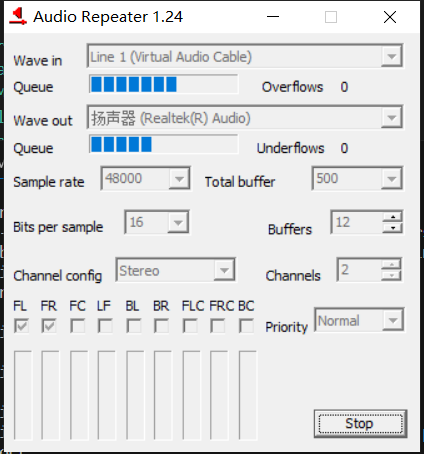 Audio Repeater 1.24
Wave in Line 1 (Virtual Audio Cable)
Queue Overflows 0
Wave out 扬声器 (Realtek(R) Audio)
Queue Underflows 0
Sample rate 48000 Total buffer 500
Bits per sample 16 Buffers 12
Channel config Stereo Channels 2
FL FR FC LF BL BR FLC FRC BC
Priority Normal
Stop